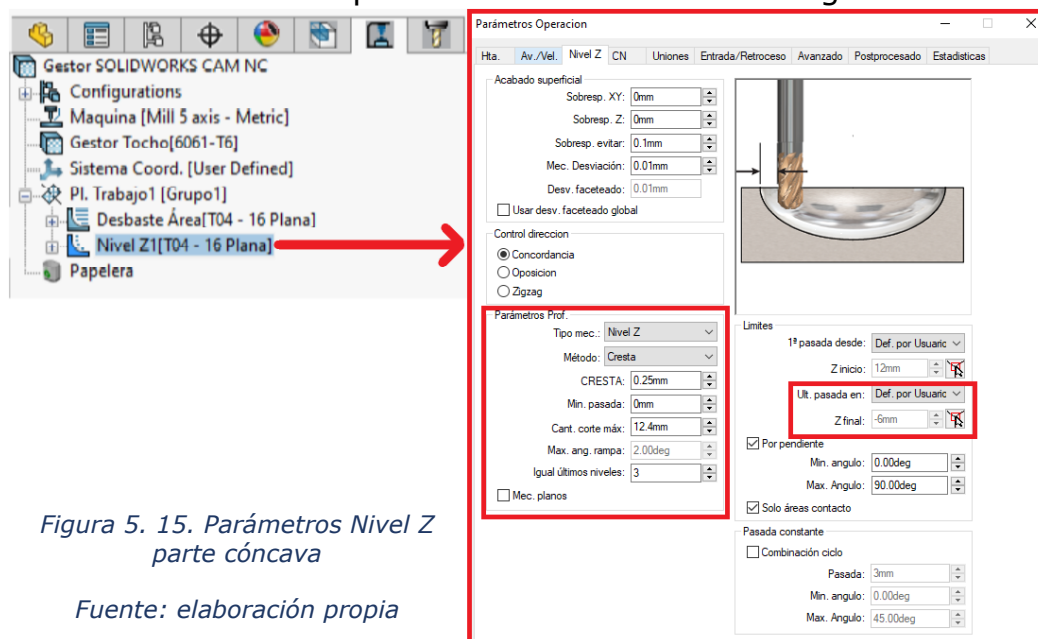 Gestor SOLIDWORKS CAM NC
Configurations
Maquina [Mill 5 axis - Metric]
Gestor Tocho[6061-T6]
Sistema Coord. [User Defined]
Pl. Trabajo1 [Grupo1]
Desbaste Área[T04 - 16 Plana]
Nivel Z1[T04 - 16 Plana]
Papelera
Figura 5. 15. Parámetros Nivel Z
parte cóncava
Fuente: elaboración propia
Parámetros Operacion
Hta. Av./Vel. Nivel Z CN Uniones Entrada/Retroceso Avanzado Postprocesado Estadisticas
Acabado superficial
Sobresp. XY: 0mm
Sobresp. Z: 0mm
Sobresp. evitar: 0.1mm
Mec. Desviación: 0.01mm
Desv. faceteado: 0.01mm
Usar desv. faceteado global
Control direccion
Concordancia
Oposicion
Zigzag
Parámetros Prof.
Tipo mec.: Nivel Z
Método: Cresta
CRESTA: 0.25mm
Min. pasada: 0mm
Cant. corte máx: 12.4mm
Max. ang. rampa: 2.00deg
Igual últimos niveles: 3
Mec. planos
Limites
1ª pasada desde: Def. por Usuaric
Z inicio: 12mm
Ult. pasada en: Def. por Usuaric
Z final: -6mm
Por pendiente
Min. angulo: 0.00deg
Max. Angulo: 90.00deg
Solo áreas contacto
Pasada constante
Combinación ciclo
Pasada: 3mm
Min. angulo: 0.00deg
Max. Angulo: 45.00deg